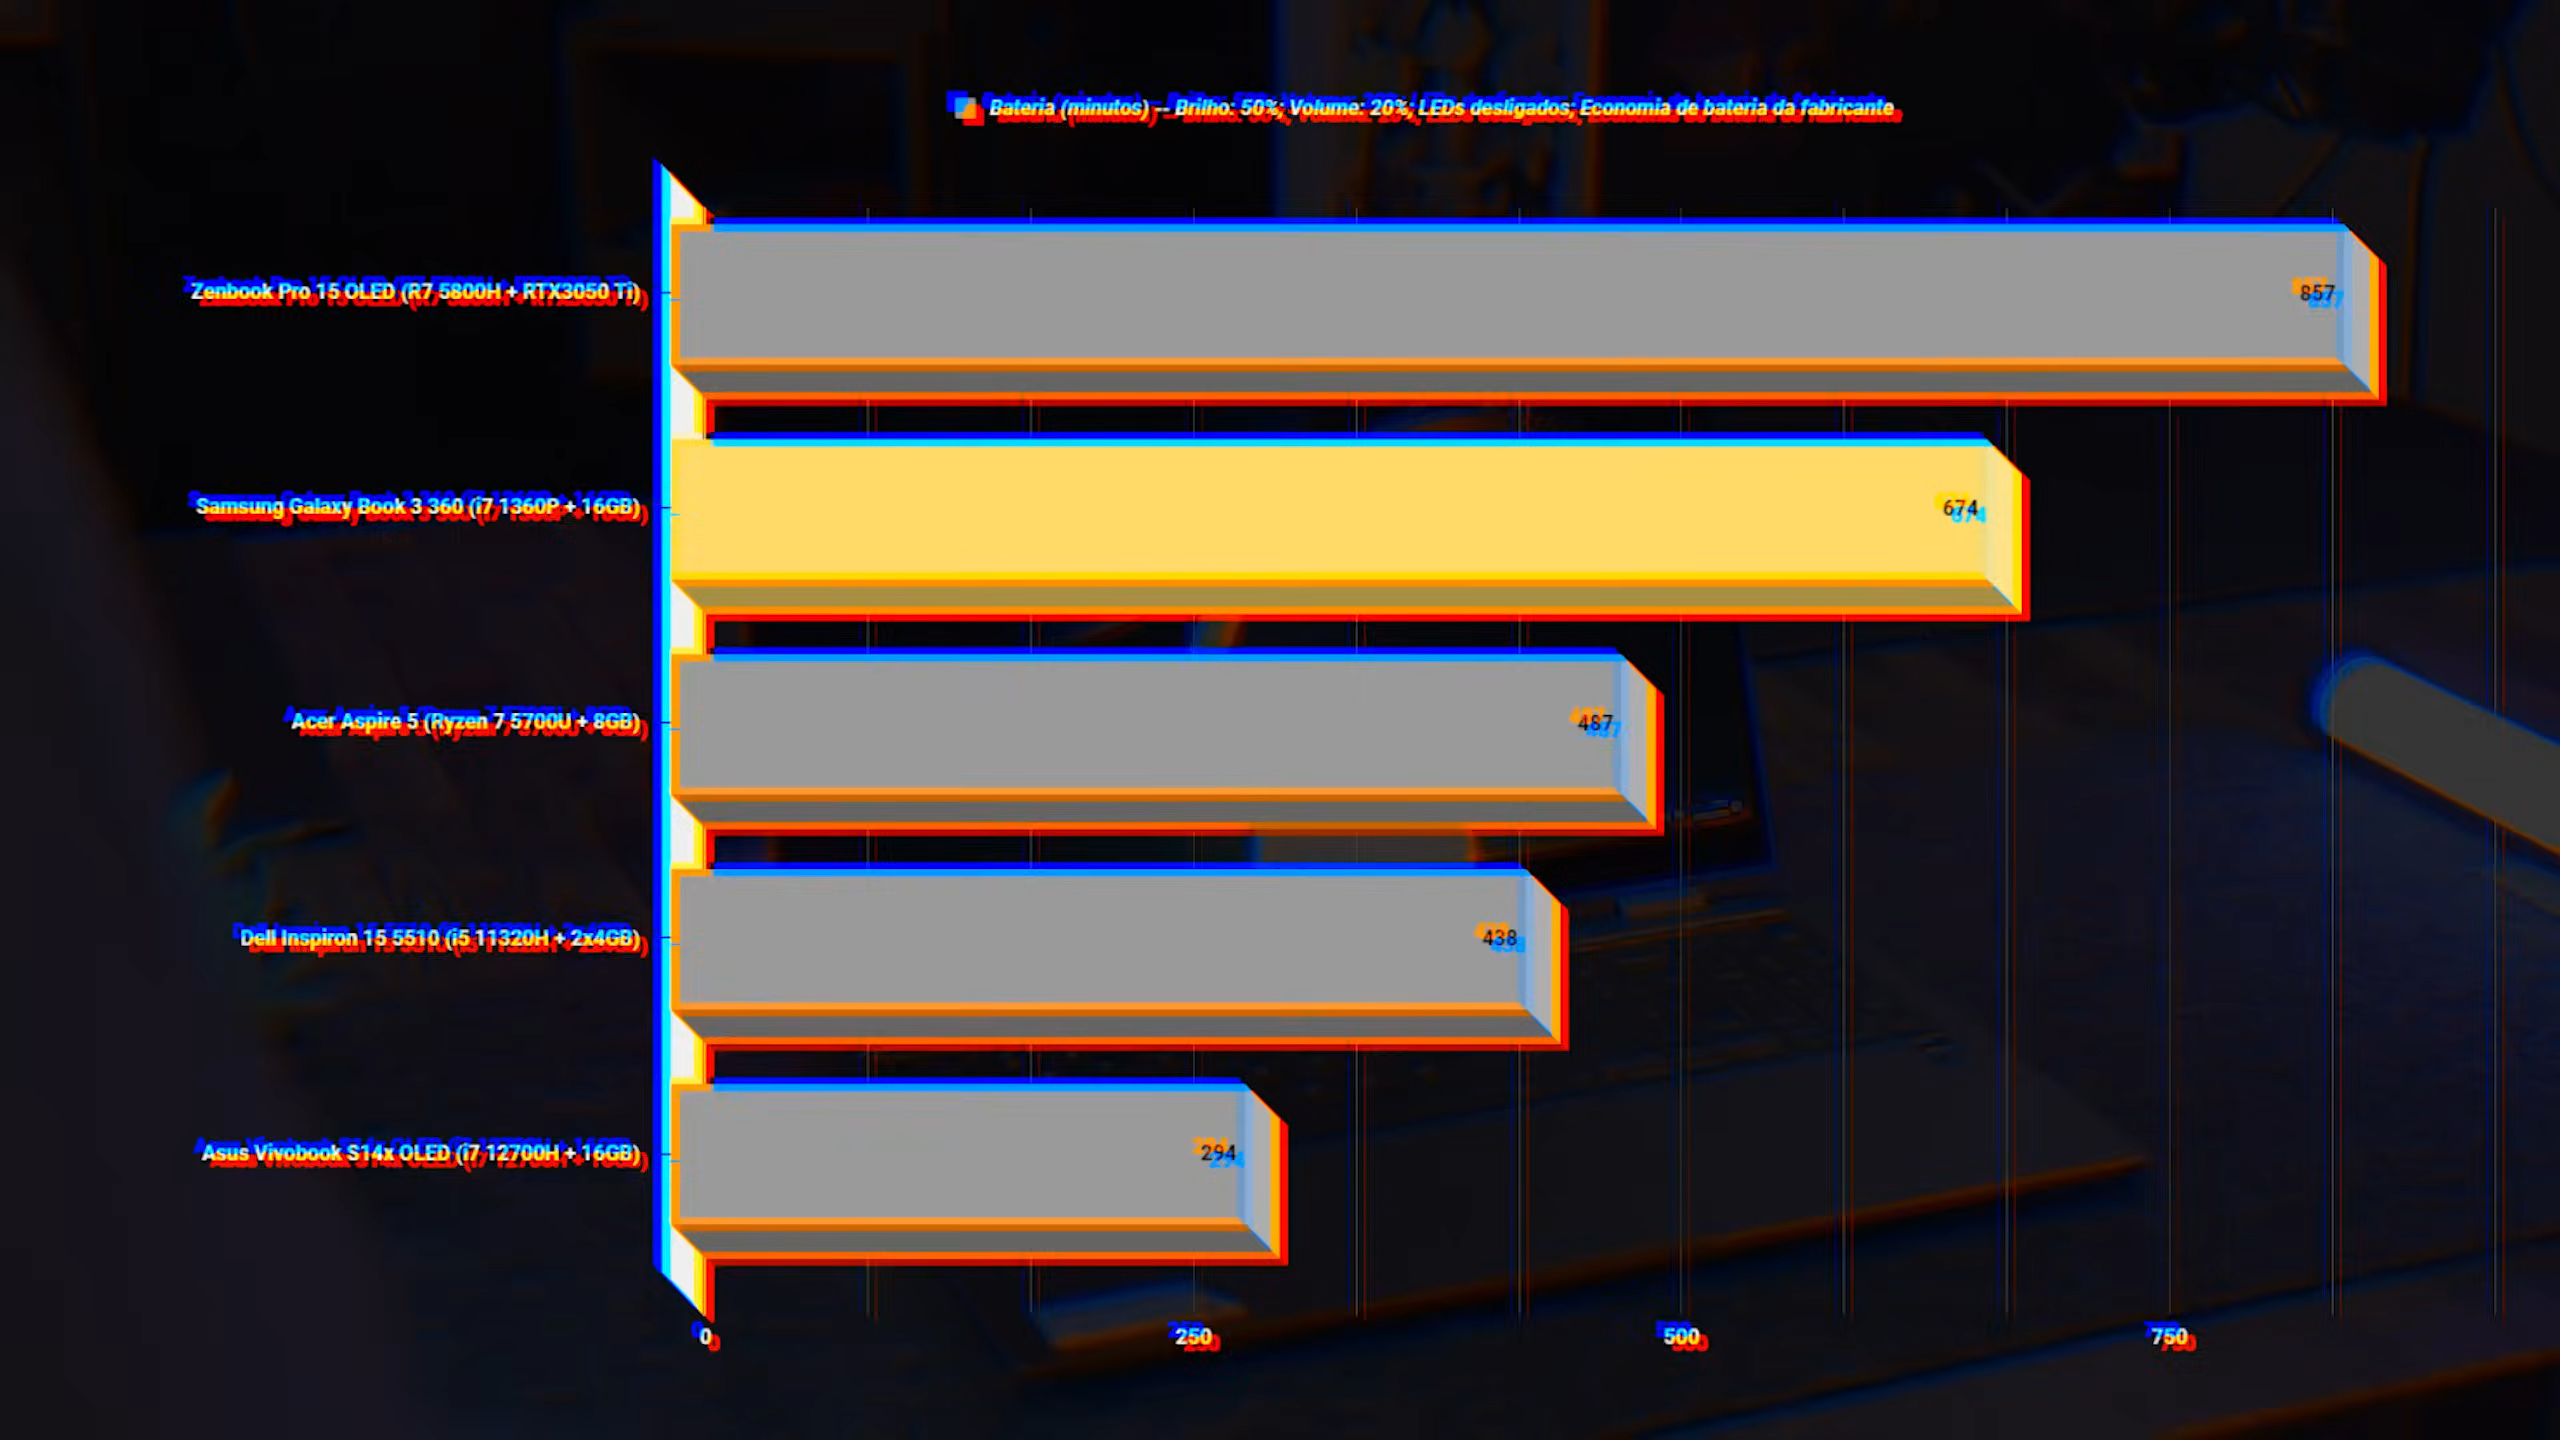 Bateria (minutos) -- Brilho: 50%; Volume: 20%; LEDs desligados; Economia de bateria da fabricante
Zenbook Pro 15 OLED (R7 5800H + RTX3050 Ti)
857
Samsung Galaxy Book 3 360 (i7 1360P + 16GB)
674
Acer Aspire 5 (Ryzen 7 5700U + 8GB)
487
Dell Inspiron 15 5510 (i5 11320H + 2x4GB)
438
Asus Vivobook S14x OLED (i7 12700H + 16GB)
294
0 250 500 750